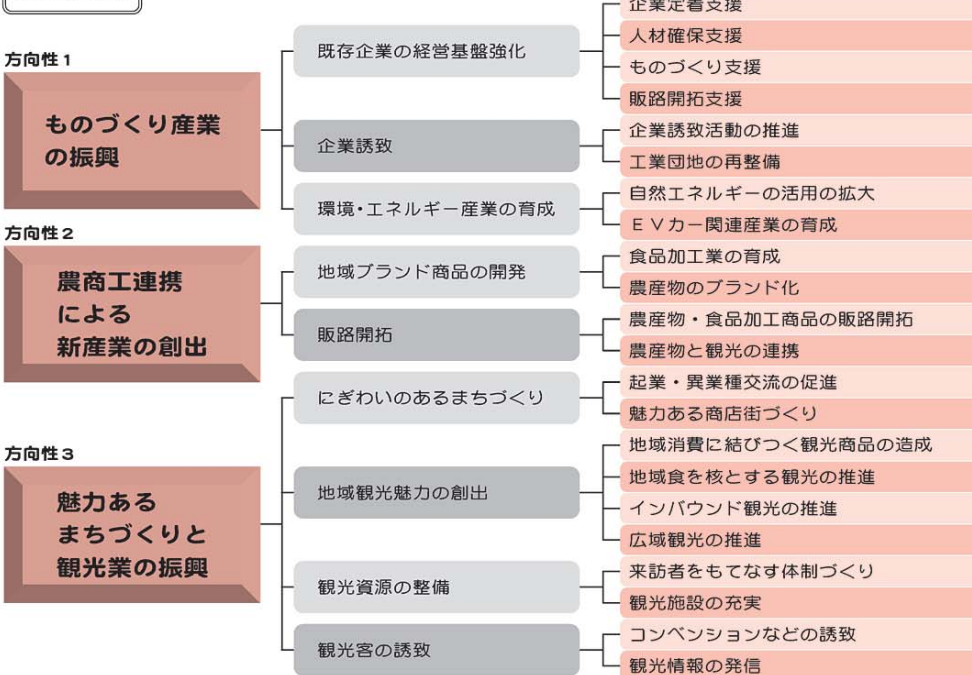 方向性1
ものづくり産業
の振興
既存企業の経営基盤強化
企業定着支援
人材確保支援
ものづくり支援
販路開拓支援
企業誘致
企業誘致活動の推進
工業団地の再整備
環境・エネルギー産業の育成
自然エネルギーの活用の拡大
EVカー関連産業の育成
方向性2
農商工連携
による
新産業の創出
地域ブランド商品の開発
食品加工業の育成
農産物のブランド化
販路開拓
農産物・食品加工商品の販路開拓
農産物と観光の連携
方向性3
魅力ある
まちづくりと
観光業の振興
にぎわいのあるまちづくり
起業・異業種交流の促進
魅力ある商店街づくり
地域観光魅力の創出
地域消費に結びつく観光商品の造成
地域食を核とする観光の推進
インバウンド観光の推進
広域観光の推進
観光資源の整備
来訪者をもてなす体制づくり
観光施設の充実
観光客の誘致
コンベンションなどの誘致
観光情報の発信